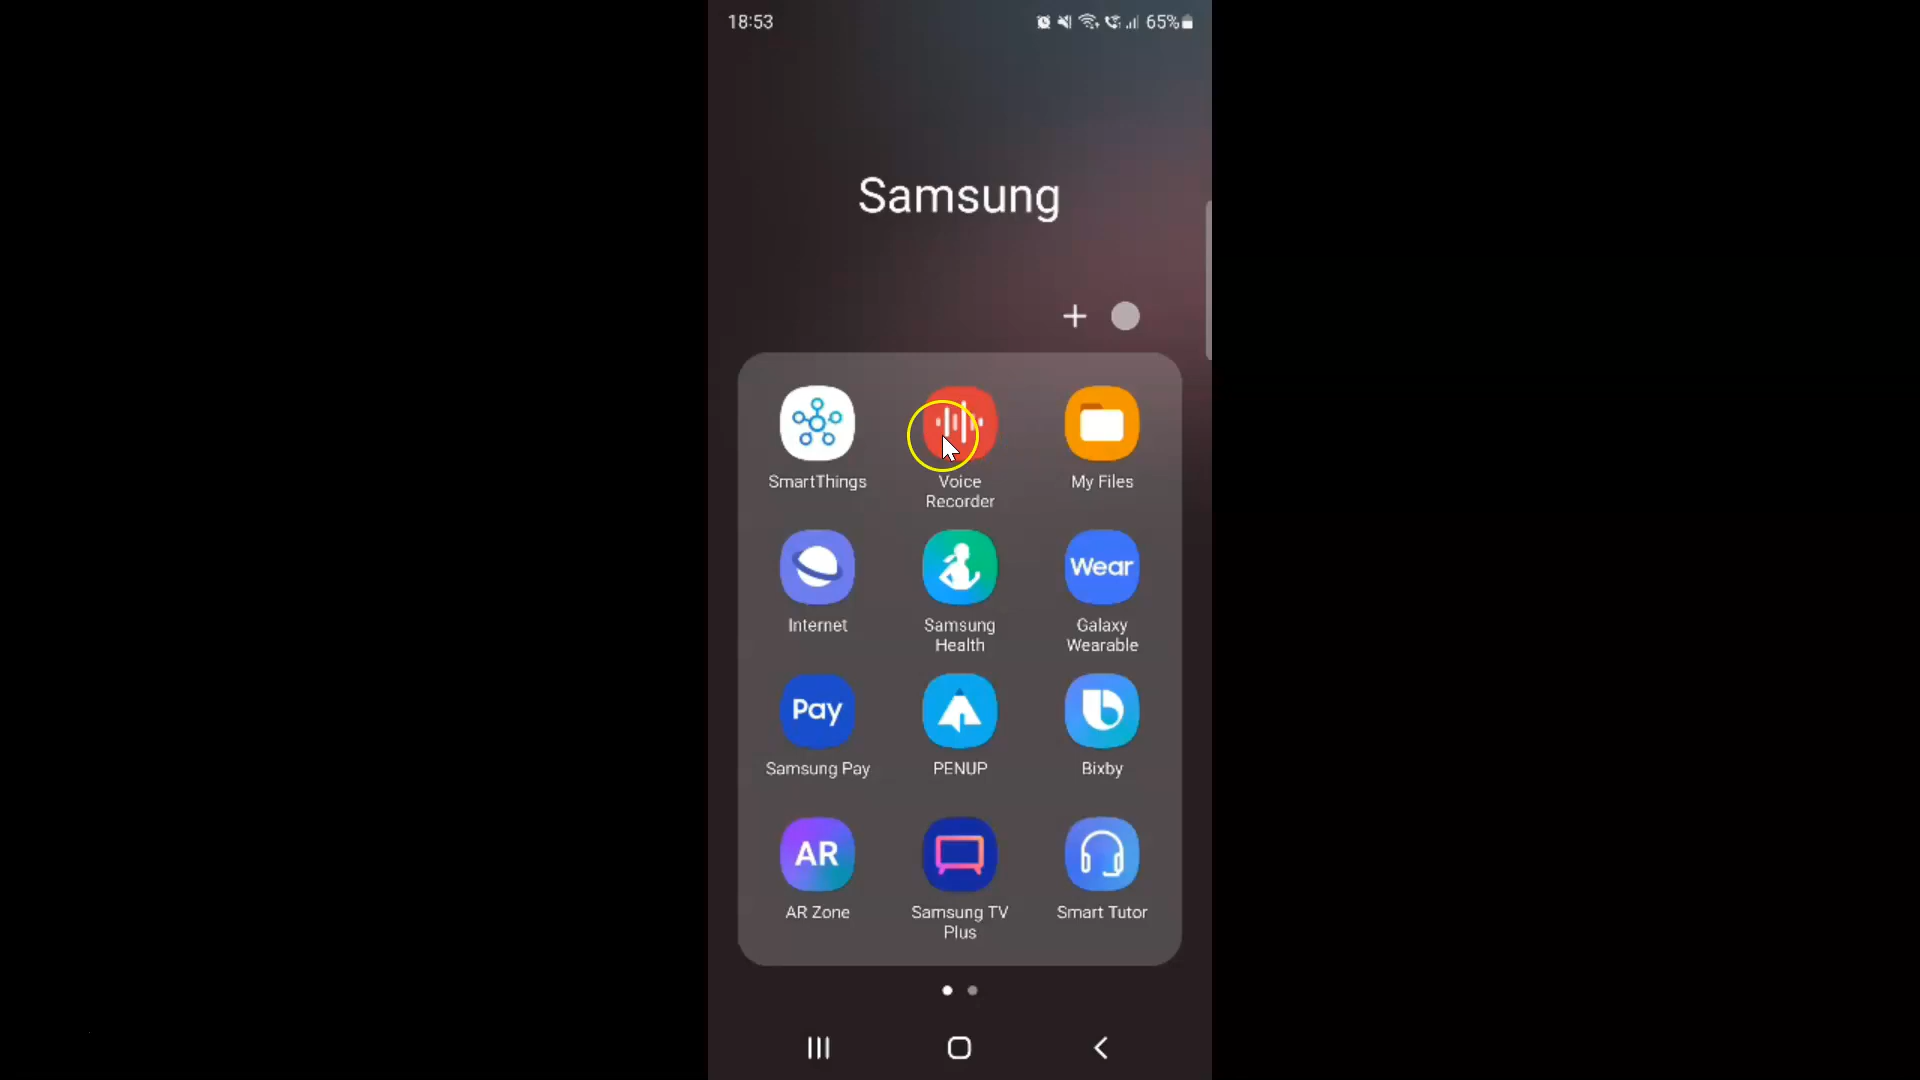 18:53
65%
Samsung
SmartThings
Voice
Recorder
My Files
Internet
Samsung
Health
Wear
Galaxy
Wearable
Pay
Samsung Pay
PENUP
b
Bixby
AR
AR Zone
Samsung TV
Plus
Smart Tutor